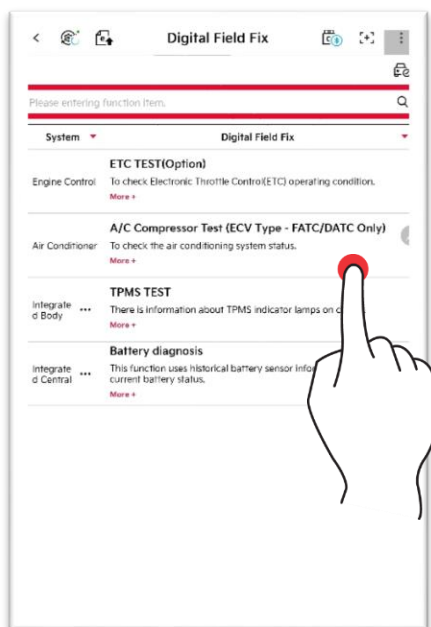 Digital Field Fix
Please entering function item.
System Digital Field Fix
ETC TEST(Option)
Engine Control To check Electronic Throttle Control(ETC) operating condition.
More +
A/C Compressor Test (ECV Type - FATC/DATC Only)
Air Conditioner To check the air conditioning system status.
More +
TPMS TEST
Integrate ••• There is information about TPMS indicator lamps on
d Body
More +
Battery diagnosis
Integrate ••• This function uses historical battery sensor
d Central current battery status.
More +